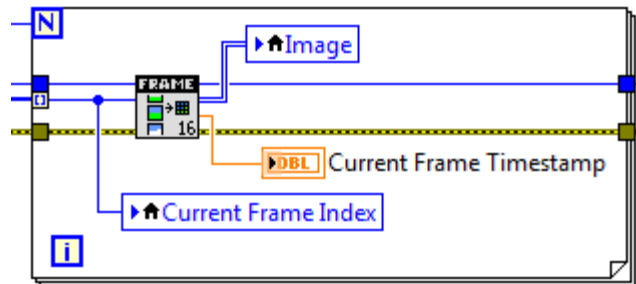 N
Image
FRAME
16
DBL Current Frame Timestamp
Current Frame Index
i